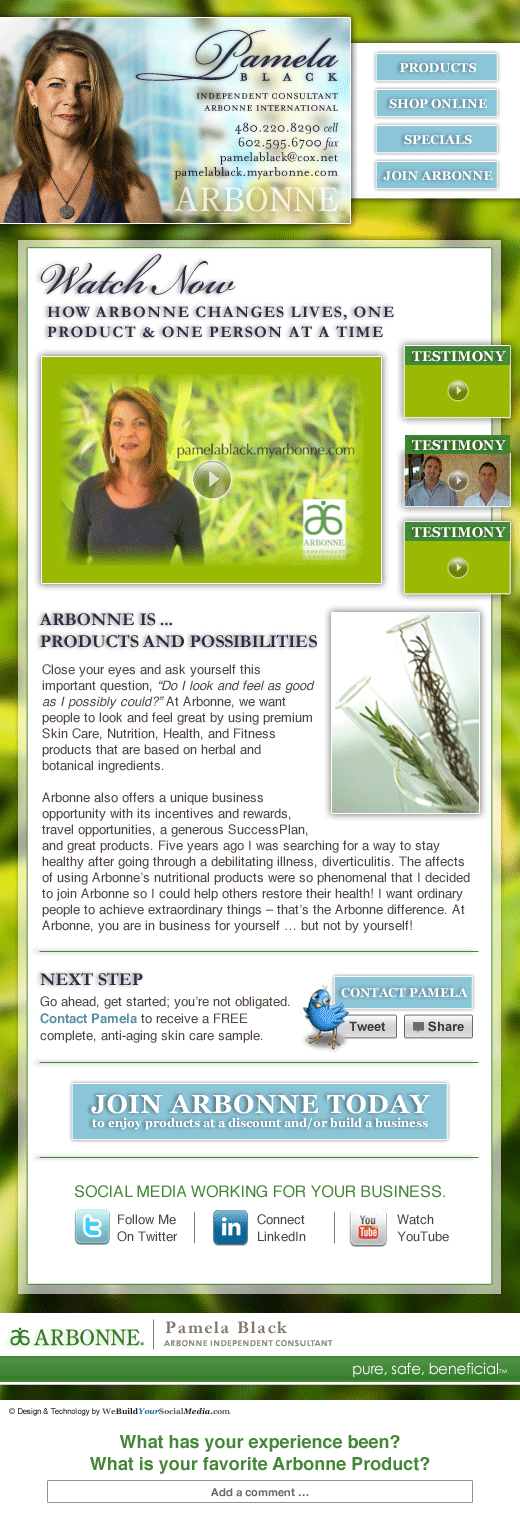 Pamela
BLACK
INDEPENDENT CONSULTANT
ARBONNE INTERNATIONAL
480.220.8290 cell
602.595.6700 fax
pamelablack@cox.net
pamelablack.myarbonne.com
ARBONNE
PRODUCTS
SHOP ONLINE
SPECIALS
JOIN ARBONNE
Watch Now
HOW ARBONNE CHANGES LIVES, ONE
PRODUCT & ONE PERSON AT A TIME
pamelablack.myarbonne.com
ARBONNE
INDEPENDENT
TESTIMONY
TESTIMONY
TESTIMONY
ARBONNE IS ...
PRODUCTS AND POSSIBILITIES
Close your eyes and ask yourself this
important question, “Do I look and feel as good
as I possibly could?” At Arbonne, we want
people to look and feel great by using premium
Skin Care, Nutrition, Health, and Fitness
products that are based on herbal and
botanical ingredients.
Arbonne also offers a unique business
opportunity with its incentives and rewards,
travel opportunities, a generous SuccessPlan,
and great products. Five years ago I was searching for a way to stay
healthy after going through a debilitating illness, diverticulitis. The affects
of using Arbonne’s nutritional products were so phenomenal that I decided
to join Arbonne so I could help others restore their health! I want ordinary
people to achieve extraordinary things – that’s the Arbonne difference. At
Arbonne, you are in business for yourself … but not by yourself!
NEXT STEP
Go ahead, get started; you’re not obligated.
Contact Pamela to receive a FREE
complete, anti-aging skin care sample.
CONTACT PAMELA
Tweet
Share
JOIN ARBONNE TODAY
to enjoy products at a discount and/or build a business
SOCIAL MEDIA WORKING FOR YOUR BUSINESS.
Follow Me
On Twitter
in
Connect
LinkedIn
You
Tube
Watch
YouTube
ARBONNE.
Pamela Black
ARBONNE INDEPENDENT CONSULTANT
pure, safe, beneficial™
© Design & Technology by WeBuildYourSocialMedia.com
What has your experience been?
What is your favorite Arbonne Product?
Add a comment …